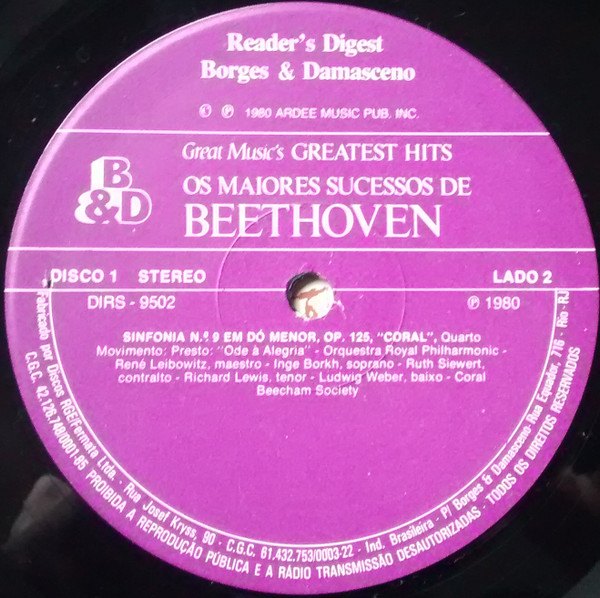 Reader's Digest
Borges & Damasceno
© ℗ 1980 ARDEE MUSIC PUB. INC.
Great Music's GREATEST HITS
B
&D
OS MAIORES SUCESSOS DE
BEETHOVEN
DISCO 1 STEREO
LADO 2
DIRS - 9502
℗ 1980
SINFONIA N.º 9 EM DÓ MENOR, OP. 125, "CORAL", Quarto
Movimento: Presto: "Ode à Alegria" - Orquestra Royal Philharmonic -
René Leibowitz, maestro - Inge Borkh, soprano - Ruth Siewert,
contralto - Richard Lewis, tenor - Ludwig Weber, baixo - Coral
Beecham Society
Fabricado por Discos RGE/Fermata Ltda. - Rua Josef Kryss, 90 - C.G.C. 61.432.753/0003-22 - Ind. Brasileira - P/ Borges & Damasceno-Rua Equador, 716 - Rio - RJ
C.G.C. 42.126.748/0001-85 PROIBIDA A REPRODUÇÃO PÚBLICA E A RÁDIO TRANSMISSÃO DESAUTORIZADAS - TODOS OS DIREITOS RESERVADOS